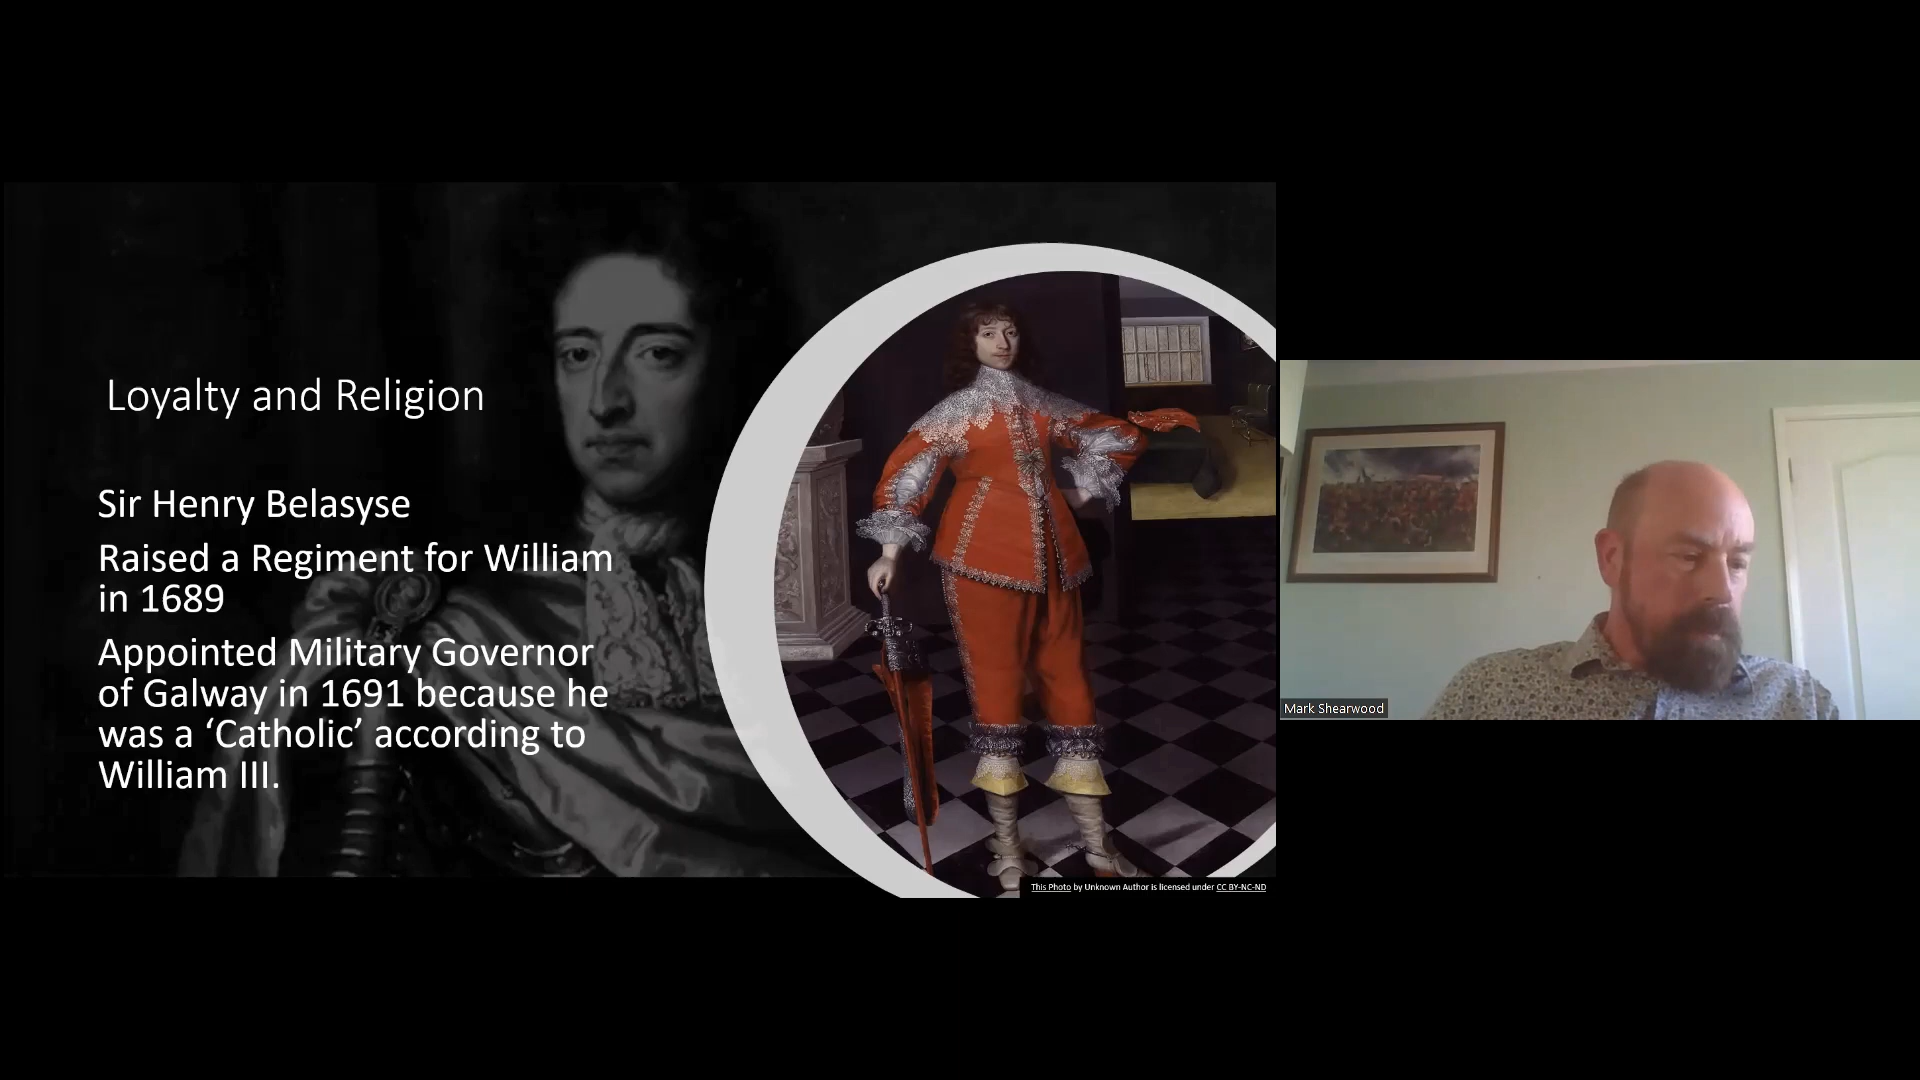 Loyalty and Religion
Sir Henry Belasyse
Raised a Regiment for William
in 1689
Appointed Military Governor
of Galway in 1691 because he
was a ‘Catholic’ according to
William III.
This Photo by Unknown Author is licensed under CC BY-NC-ND
Mark Shearwood